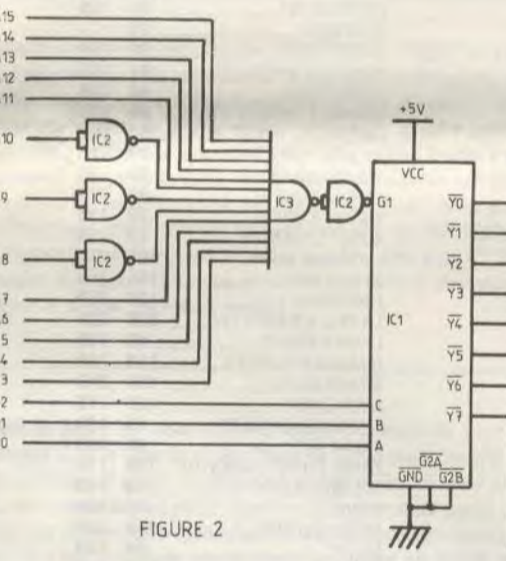 15
14
13
12
11
10
9
8
7
6
5
4
3
2
1
0
IC2
IC2
IC2
IC3
IC2
+5V
VCC
G1
IC1
C
B
A
Y0
Y1
Y2
Y3
Y4
Y5
Y6
Y7
G2A
GND G2B
FIGURE 2